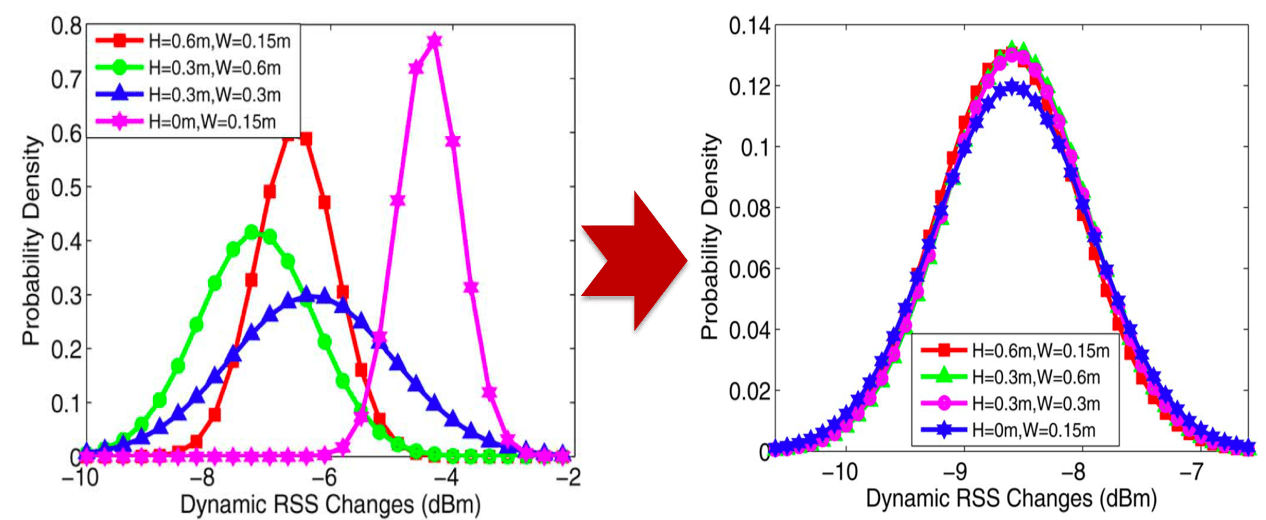 0.8
0.7
0.6
0.5
0.4
0.3
0.2
0.1
0
−10
−8
−6
−4
−2
Probability Density
Dynamic RSS Changes (dBm)
H=0.6m,W=0.15m
H=0.3m,W=0.6m
H=0.3m,W=0.3m
H=0m,W=0.15m
0.14
0.12
0.1
0.08
0.06
0.04
0.02
0
−10
−9
−8
−7
Probability Density
Dynamic RSS Changes (dBm)
H=0.6m,W=0.15m
H=0.3m,W=0.6m
H=0.3m,W=0.3m
H=0m,W=0.15m